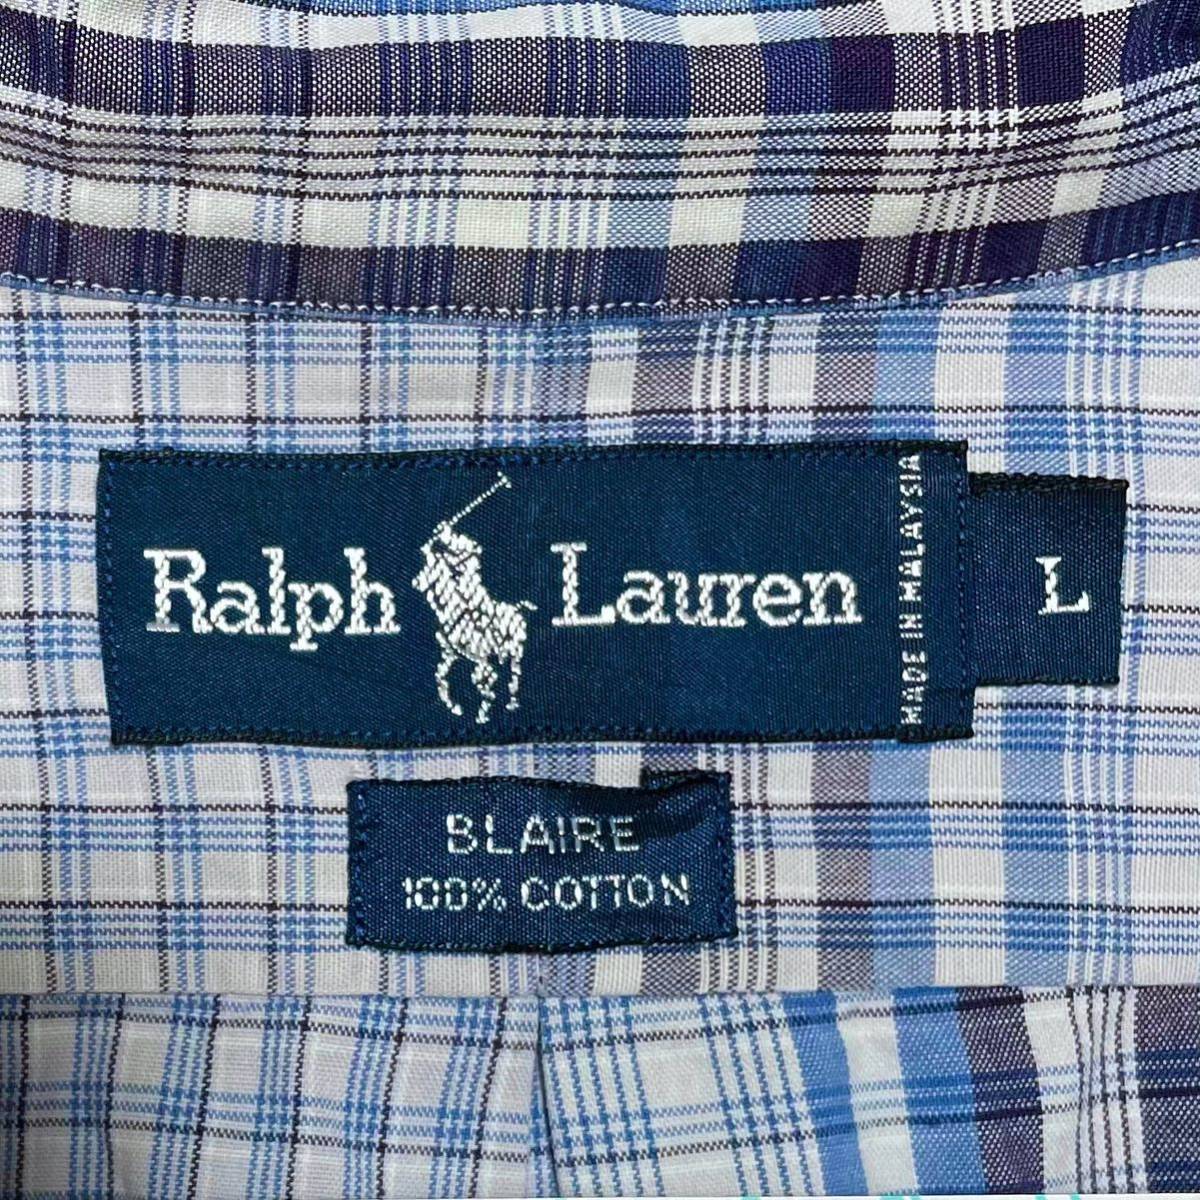 Ralph Lauren
MADE IN MALAYSIA
L
BLAIRE
100% COTTON